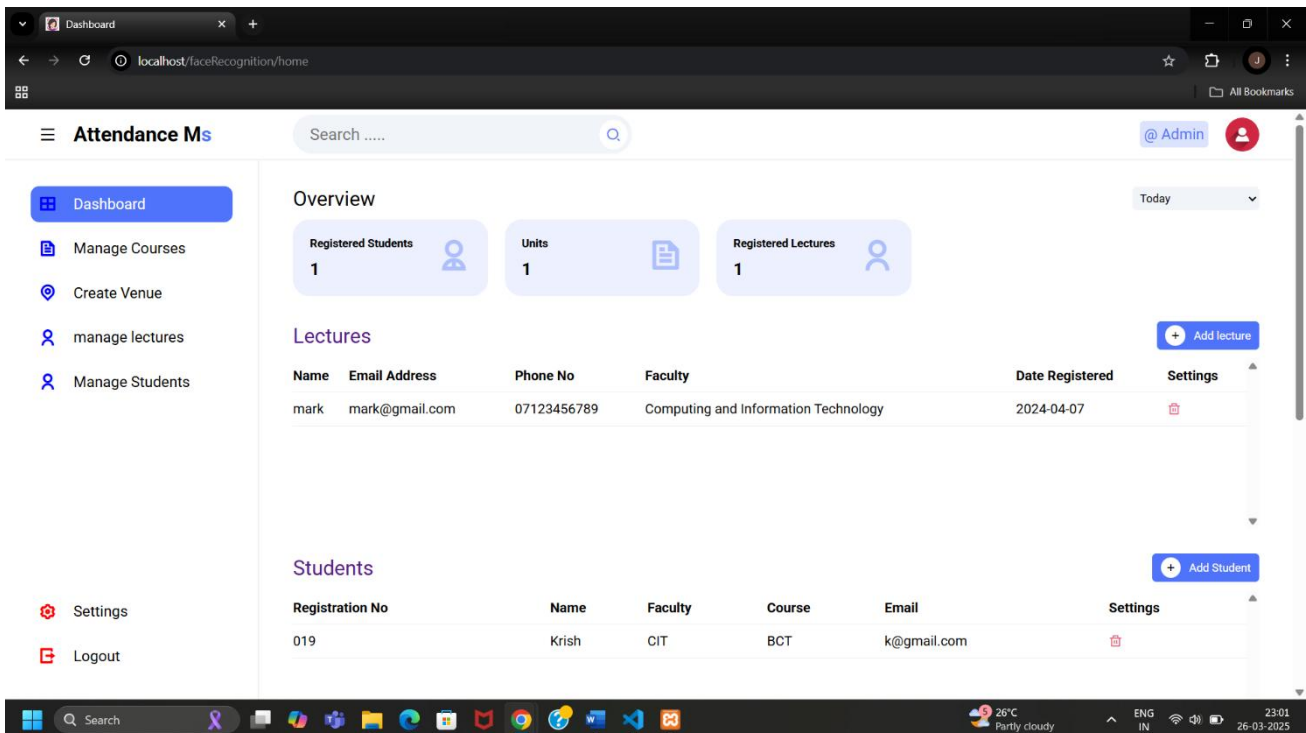 Dashboard
localhost/faceRecognition/home
J
All Bookmarks
Attendance Ms
Search .....
@ Admin
Dashboard
Manage Courses
Create Venue
manage lectures
Manage Students
Settings
Logout
Overview
Today
Registered Students
1
Units
1
Registered Lectures
1
Lectures
+ Add lecture
Name Email Address Phone No Faculty Date Registered Settings
mark mark@gmail.com 07123456789 Computing and Information Technology 2024-04-07
Students
+ Add Student
Registration No Name Faculty Course Email Settings
019 Krish CIT BCT k@gmail.com
Search
5
26°C
Partly cloudy
ENG
IN
23:01
26-03-2025